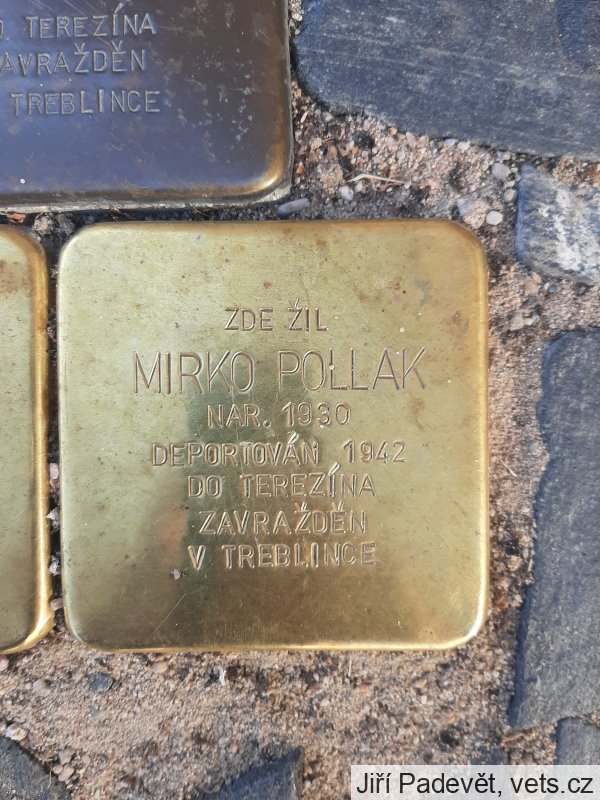 DO TEREZÍNA
ZAVRAŽDĚN
TREBLINCE
ZDE ŽIL
MIRKO POLLAK
NAR. 1930
DEPORTOVÁN 1942
DO TEREZÍNA
ZAVRAŽDĚN
V TREBLINCE
Jiří Padevět, vets.cz